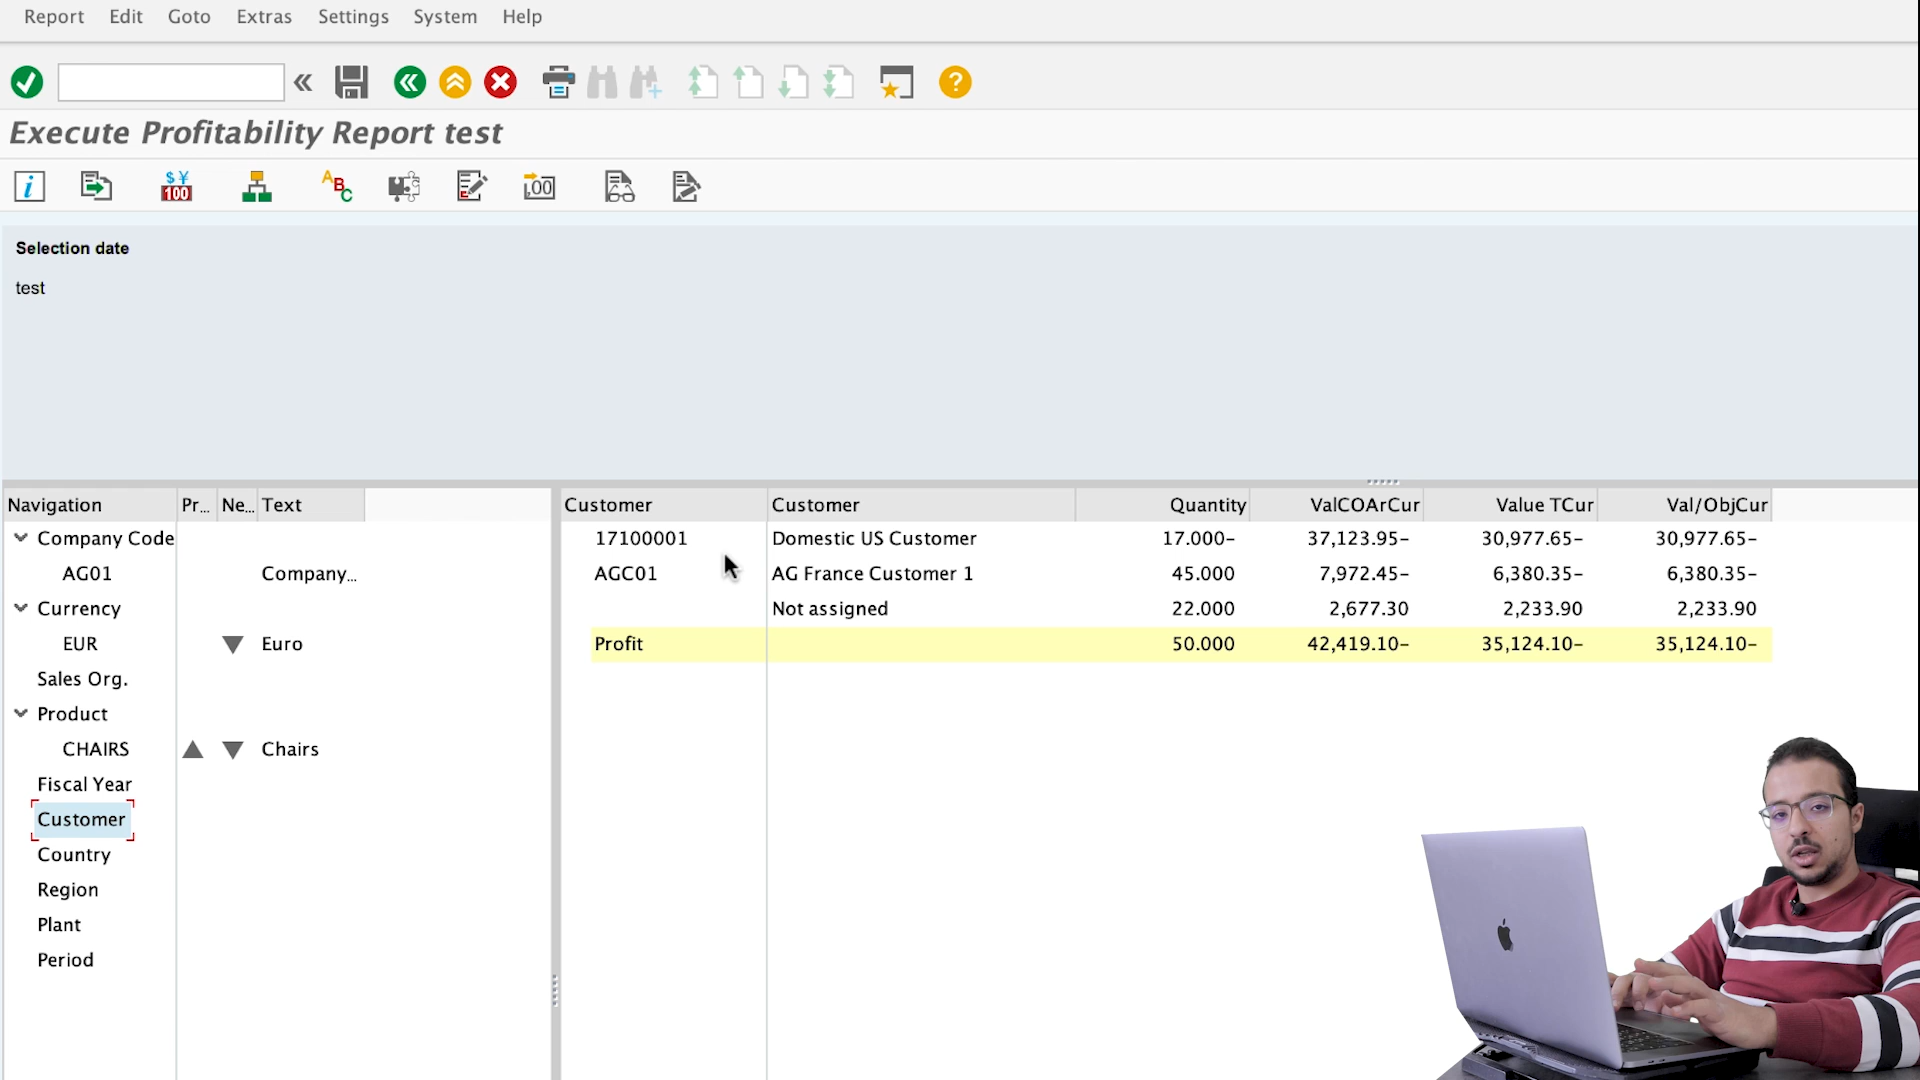 Report Edit Goto Extras Settings System Help
Execute Profitability Report test
Selection date
test
Navigation Pr... Ne... Text
Company Code
AG01 Company...
Currency
EUR Euro
Sales Org.
Product
CHAIRS Chairs
Fiscal Year
Customer
Country
Region
Plant
Period
Customer Customer Quantity ValCOArCur Value TCur Val/ObjCur
17100001 Domestic US Customer 17.000- 37,123.95- 30,977.65- 30,977.65-
AGC01 AG France Customer 1 45.000 7,972.45- 6,380.35- 6,380.35-
Not assigned 22.000 2,677.30 2,233.90 2,233.90
Profit 50.000 42,419.10- 35,124.10- 35,124.10-